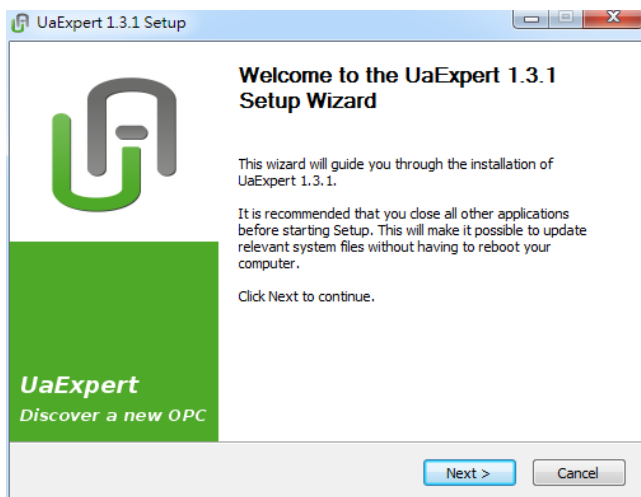 UaExpert 1.3.1 Setup
Welcome to the UaExpert 1.3.1
Setup Wizard
This wizard will guide you through the installation of
UaExpert 1.3.1.
It is recommended that you close all other applications
before starting Setup. This will make it possible to update
relevant system files without having to reboot your
computer.
Click Next to continue.
UaExpert
Discover a new OPC
Next >
Cancel